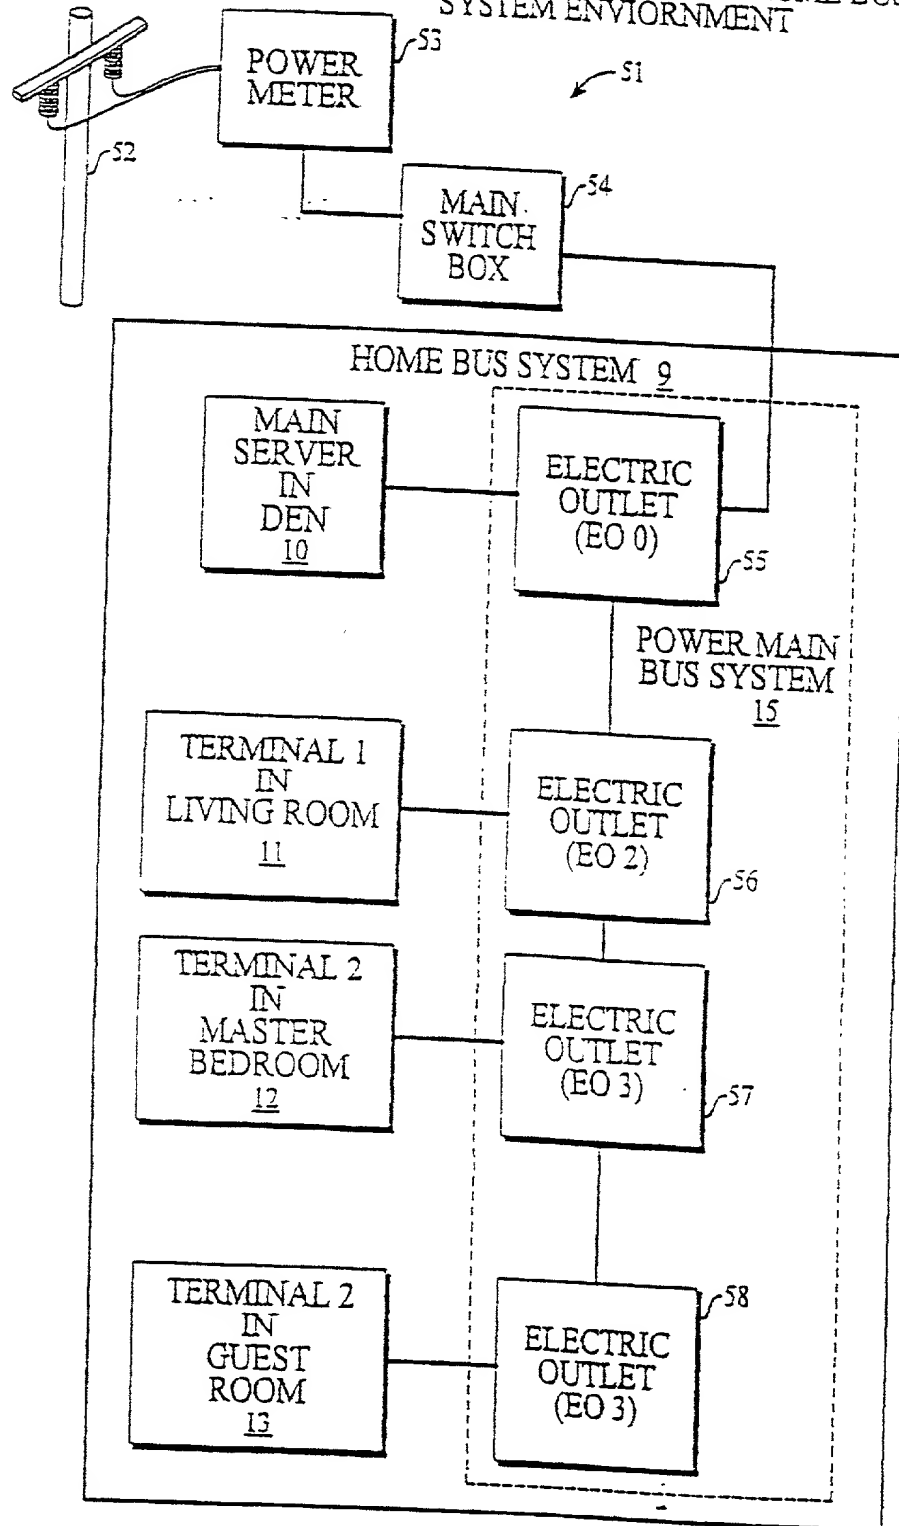 SYSTEM ENVIORNMENT
53
POWER
METER
51
52
54
MAIN
SWITCH
BOX
HOME BUS SYSTEM 9
MAIN
SERVER
IN
DEN
10
ELECTRIC
OUTLET
(EO 0)
55
POWER MAIN
BUS SYSTEM
15
TERMINAL 1
IN
LIVING ROOM
11
ELECTRIC
OUTLET
(EO 2)
56
TERMINAL 2
IN
MASTER
BEDROOM
12
ELECTRIC
OUTLET
(EO 3)
57
TERMINAL 2
IN
GUEST
ROOM
13
ELECTRIC
OUTLET
(EO 3)
58